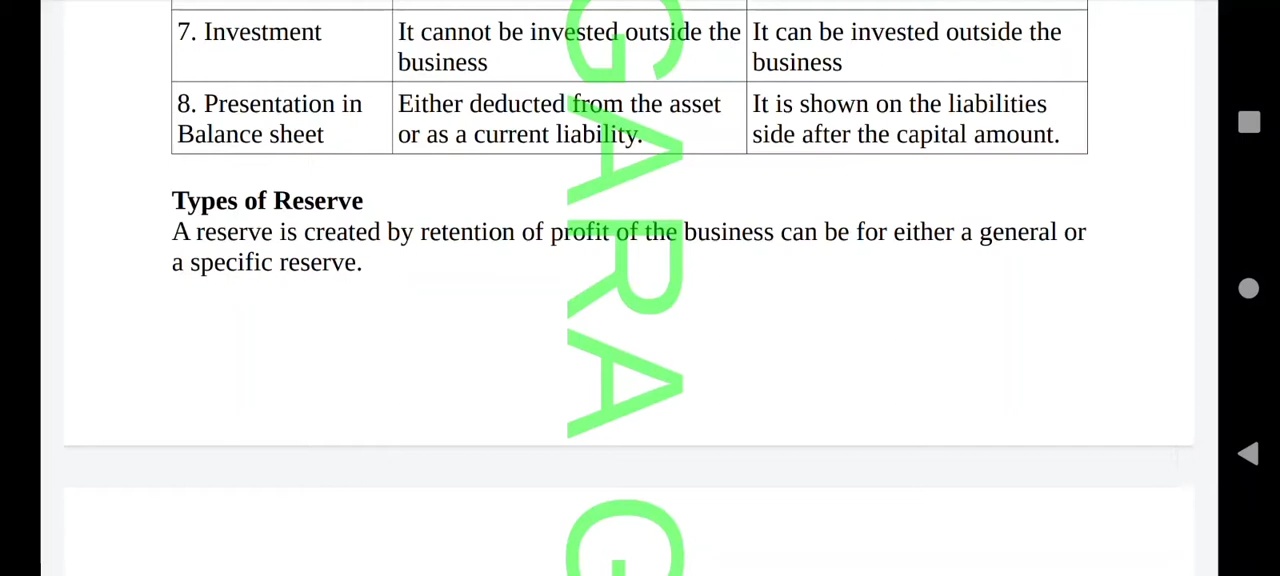 7. Investment
It cannot be invested outside the
business
It can be invested outside the
business
8. Presentation in
Balance sheet
Either deducted from the asset
or as a current liability.
It is shown on the liabilities
side after the capital amount.
Types of Reserve
A reserve is created by retention of profit of the business can be for either a general or
a specific reserve.
GARA
G